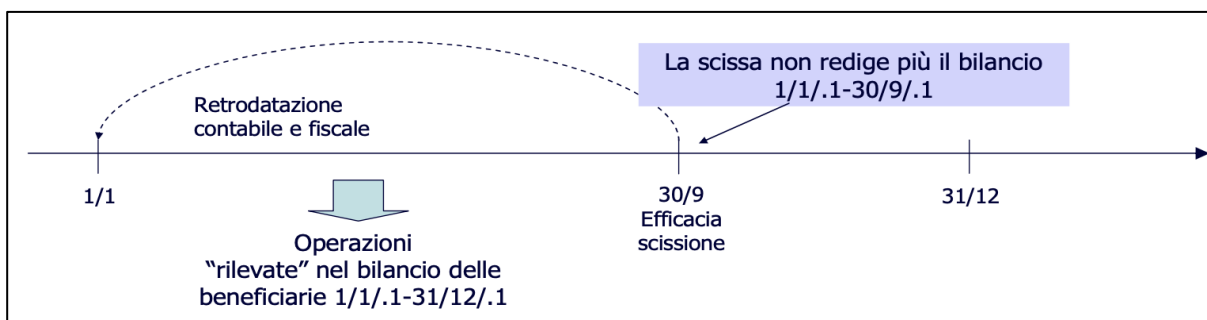 La scissa non redige più il bilancio
1/1/.1-30/9/.1
Retrodatazione
contabile e fiscale
1/1
30/9
Efficacia
scissione
31/12
Operazioni
“rilevate” nel bilancio delle
beneficiarie 1/1/.1-31/12/.1